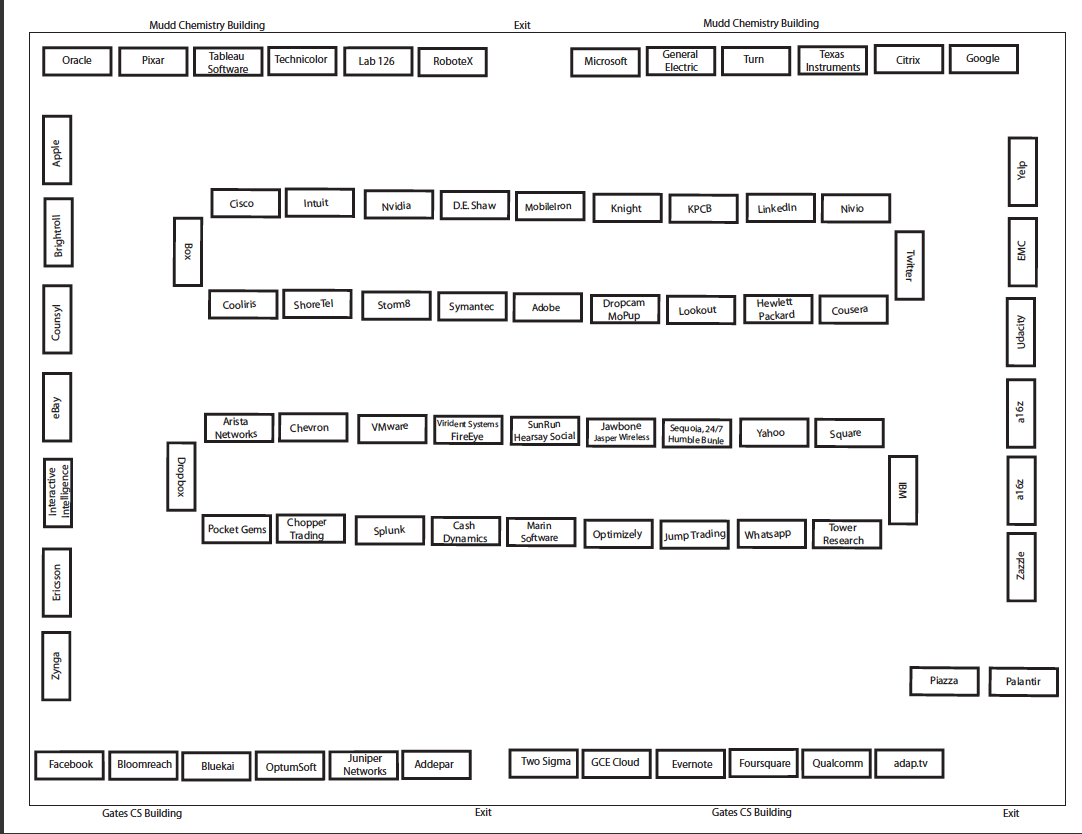 Mudd Chemistry Building
Exit
Mudd Chemistry Building
Oracle
Pixar
Tableau
Software
Technicolor
Lab 126
RoboteX
Microsoft
General
Electric
Turn
Texas
Instruments
Citrix
Google
Apple
Brightroll
Counsyl
eBay
Interactive
Intelligence
Ericsson
Zynga
Box
Cisco
Intuit
Nvidia
D.E. Shaw
MobileIron
Knight
KPCB
LinkedIn
Nivio
Twitter
Cooliris
ShoreTel
Storm8
Symantec
Adobe
Dropcam
MoPup
Lookout
Hewlett
Packard
Cousera
Dropbox
Arista
Networks
Chevron
VMware
Virident Systems
FireEye
SunRun
Hearsay Social
Jawbone
Jasper Wireless
Sequoia, 24/7
Humble Bunle
Yahoo
Square
IBM
Pocket Gems
Chopper
Trading
Splunk
Cash
Dynamics
Marin
Software
Optimizely
Jump Trading
Whatsapp
Tower
Research
Yelp
EMC
Udacity
a16z
a16z
Zazzle
Piazza
Palantir
Facebook
Bloomreach
Bluekai
OptumSoft
Juniper
Networks
Addepar
Two Sigma
GCE Cloud
Evernote
Foursquare
Qualcomm
adap.tv
Gates CS Building
Exit
Gates CS Building
Exit